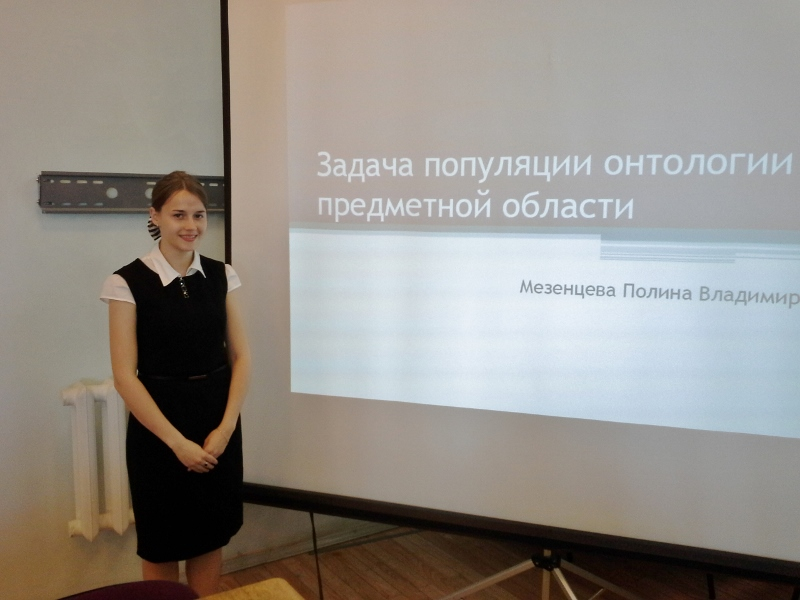 Задача популяции онтологии
предметной области
Мезенцева Полина Владимир